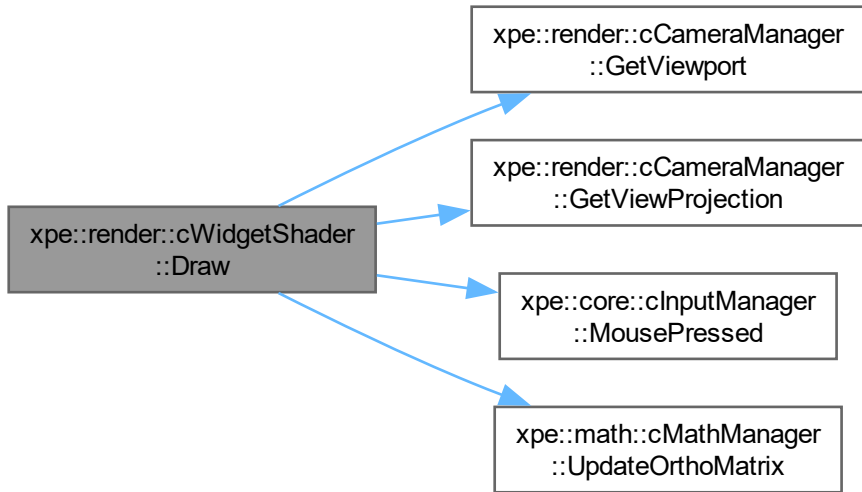 xpe::render::cWidgetShader
::Draw
xpe::render::cCameraManager
::GetViewport
xpe::render::cCameraManager
::GetViewProjection
xpe::core::cInputManager
::MousePressed
xpe::math::cMathManager
::UpdateOrthoMatrix